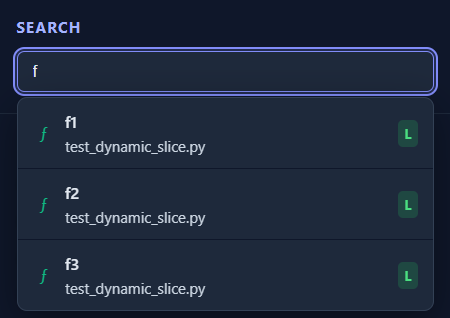 SEARCH
f
ƒ f1 L
test_dynamic_slice.py
ƒ f2 L
test_dynamic_slice.py
ƒ f3 L
test_dynamic_slice.py